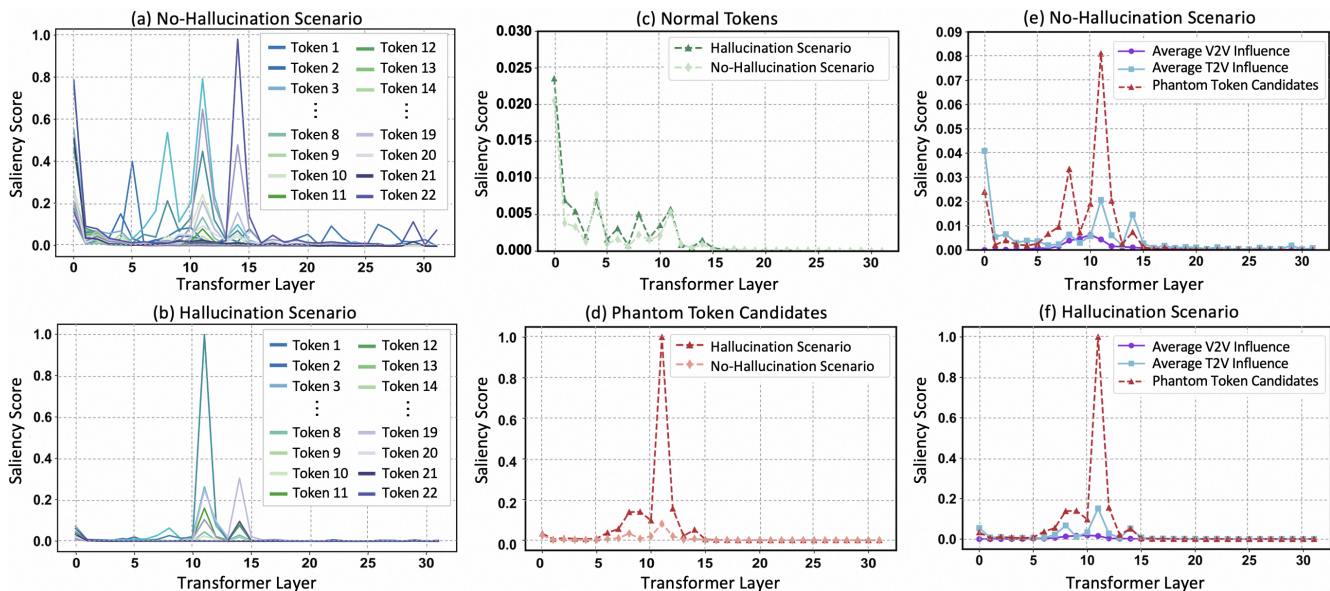 (a) No-Hallucination Scenario
Saliency Score
1.0
0.8
0.6
0.4
0.2
0.0
0 5 10 15 20 25 30
Transformer Layer
Token 1 Token 12
Token 2 Token 13
Token 3 Token 14
Token 8 Token 19
Token 9 Token 20
Token 10 Token 21
Token 11 Token 22
(c) Normal Tokens
Saliency Score
0.030
0.025
0.020
0.015
0.010
0.005
0.000
0 5 10 15 20 25 30
Transformer Layer
Hallucination Scenario
No-Hallucination Scenario
(e) No-Hallucination Scenario
Saliency Score
0.09
0.08
0.07
0.06
0.05
0.04
0.03
0.02
0.01
0.00
0 5 10 15 20 25 30
Transformer Layer
Average V2V Influence
Average T2V Influence
Phantom Token Candidates
(b) Hallucination Scenario
Saliency Score
1.0
0.8
0.6
0.4
0.2
0.0
0 5 10 15 20 25 30
Transformer Layer
Token 1 Token 12
Token 2 Token 13
Token 3 Token 14
Token 8 Token 19
Token 9 Token 20
Token 10 Token 21
Token 11 Token 22
(d) Phantom Token Candidates
Saliency Score
1.0
0.8
0.6
0.4
0.2
0.0
0 5 10 15 20 25 30
Transformer Layer
Hallucination Scenario
No-Hallucination Scenario
(f) Hallucination Scenario
Saliency Score
1.0
0.8
0.6
0.4
0.2
0.0
0 5 10 15 20 25 30
Transformer Layer
Average V2V Influence
Average T2V Influence
Phantom Token Candidates